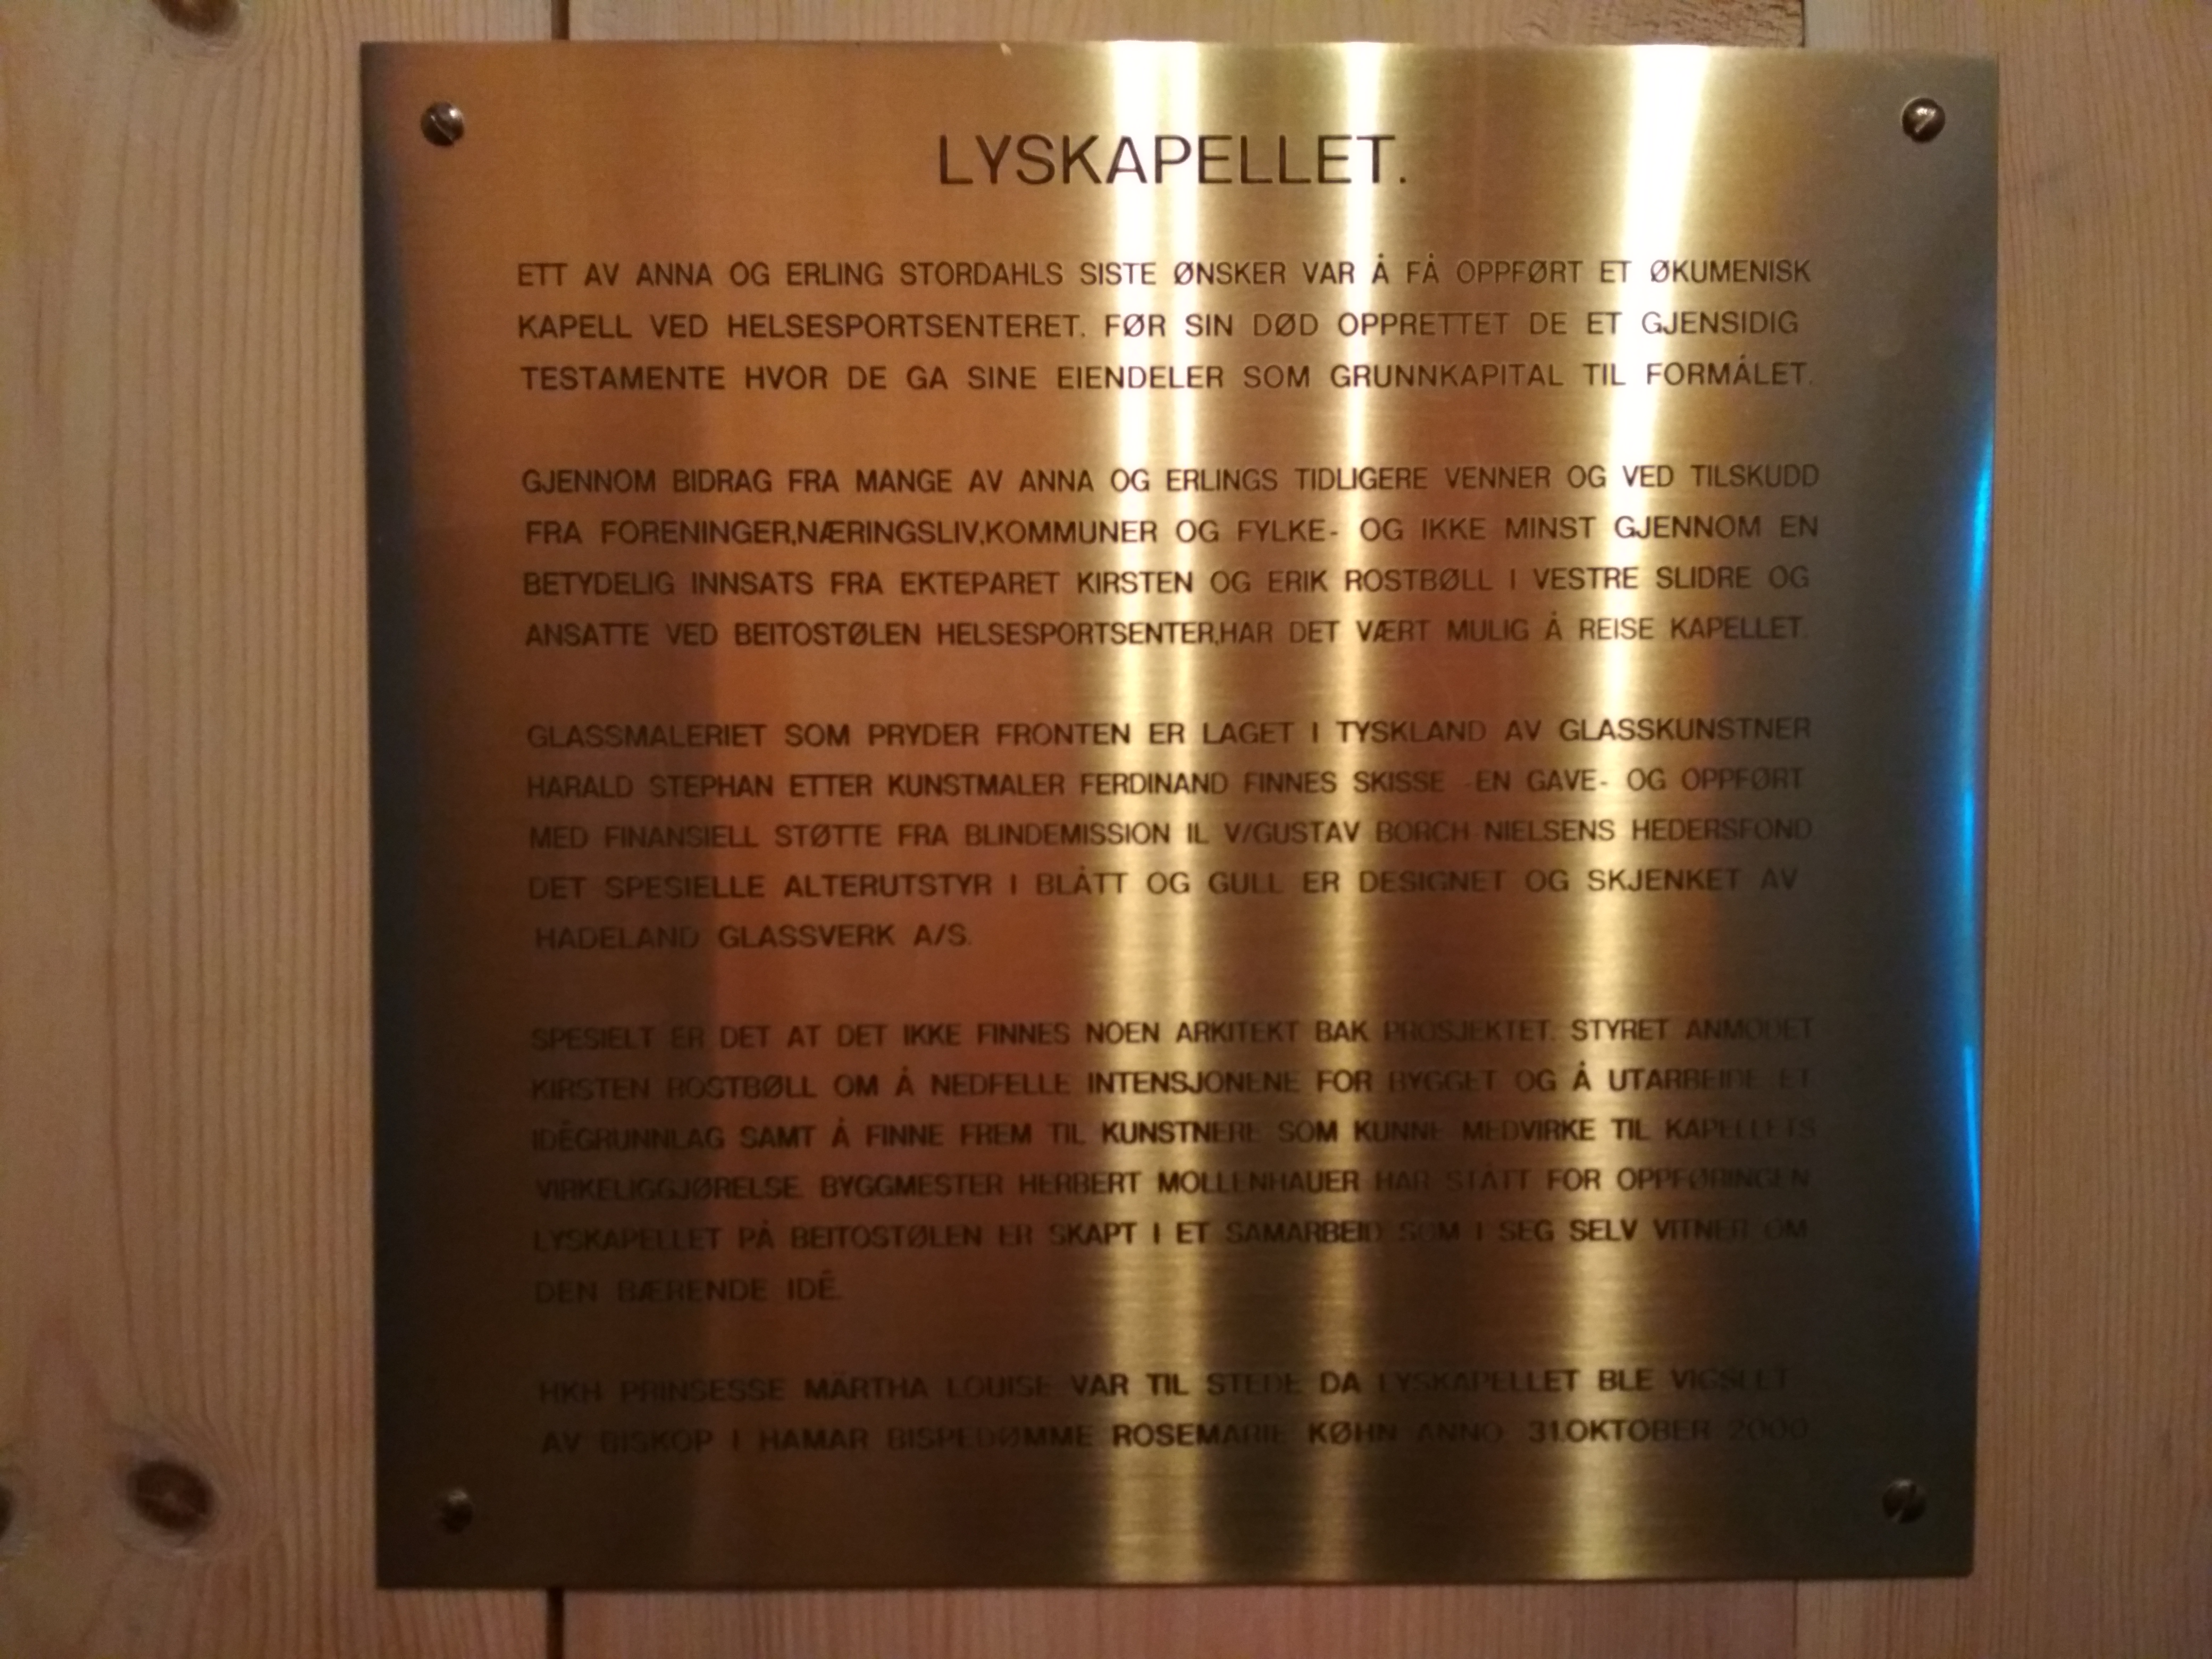 LYSKAPELLET.
ETT AV ANNA OG ERLING STORDAHLS SISTE ØNSKER VAR Å FÅ OPPFØRT ET ØKUMENISK
KAPELL VED HELSESPORTSENTERET. FØR SIN DØD OPPRETTET DE ET GJENSIDIG
TESTAMENTE HVOR DE GA SINE EIENDELER SOM GRUNNKAPITAL TIL FORMÅLET.
GJENNOM BIDRAG FRA MANGE AV ANNA OG ERLINGS TIDLIGERE VENNER OG VED TILSKUDD
FRA FORENINGER,NÆRINGSLIV,KOMMUNER OG FYLKE- OG IKKE MINST GJENNOM EN
BETYDELIG INNSATS FRA EKTEPARET KIRSTEN OG ERIK ROSTBØLL I VESTRE SLIDRE OG
ANSATTE VED BEITOSTØLEN HELSESPORTSENTER,HAR DET VÆRT MULIG Å REISE KAPELLET.
GLASSMALERIET SOM PRYDER FRONTEN ER LAGET I TYSKLAND AV GLASSKUNSTNER
HARALD STEPHAN ETTER KUNSTMALER FERDINAND FINNES SKISSE -EN GAVE- OG OPPFØRT
MED FINANSIELL STØTTE FRA BLINDEMISSION IL V/GUSTAV BORCH NIELSENS HEDERSFOND
DET SPESIELLE ALTERUTSTYR I BLÅTT OG GULL ER DESIGNET OG SKJENKET AV
HADELAND GLASSVERK A/S.
SPESIELT ER DET AT DET IKKE FINNES NOEN ARKITEKT BAK PROSJEKTET. STYRET ANMODET
KIRSTEN ROSTBØLL OM Å NEDFELLE INTENSJONENE FOR BYGGET OG Å UTARBEIDE ET
IDÉGRUNNLAG SAMT Å FINNE FREM TIL KUNSTNERE SOM KUNNE MEDVIRKE TIL KAPELLETS
VIRKELIGGJØRELSE. BYGGMESTER HERBERT MOLLENHAUER HAR STÅTT FOR OPPFØRINGEN
LYSKAPELLET PÅ BEITOSTØLEN ER SKAPT I ET SAMARBEID SOM I SEG SELV VITNER OM
DEN BÆRENDE IDÉ.
HKH PRINSESSE MÄRTHA LOUISE VAR TIL STEDE DA LYSKAPELLET BLE VIGSLET
AV BISKOP I HAMAR BISPEDØMME ROSEMARIE KØHN ANNO 31.OKTOBER 2000